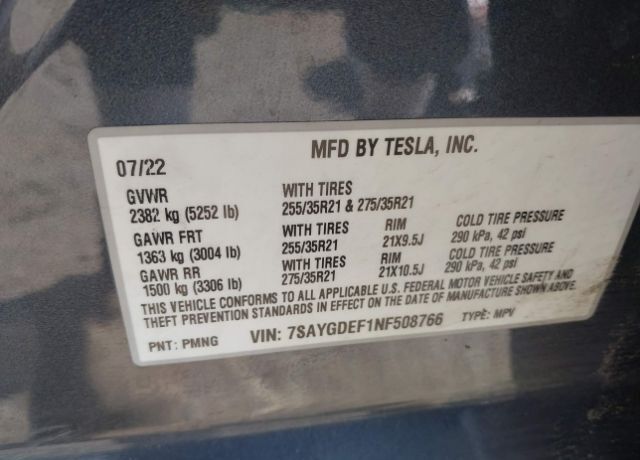 MFD BY TESLA, INC.
07/22
GVWR WITH TIRES
2382 kg (5252 lb) 255/35R21 & 275/35R21
GAWR FRT WITH TIRES RIM COLD TIRE PRESSURE
1363 kg (3004 lb) 255/35R21 21X9.5J 290 kPa, 42 psi
GAWR RR WITH TIRES RIM COLD TIRE PRESSURE
1500 kg (3306 lb) 275/35R21 21X10.5J 290 kPa, 42 psi
THIS VEHICLE CONFORMS TO ALL APPLICABLE U.S. FEDERAL MOTOR VEHICLE SAFETY AND
THEFT PREVENTION STANDARDS IN EFFECT ON THE DATE OF MANUFACTURE SHOWN ABOVE.
PNT: PMNG VIN: 7SAYGDEF1NF508766 TYPE: MPV